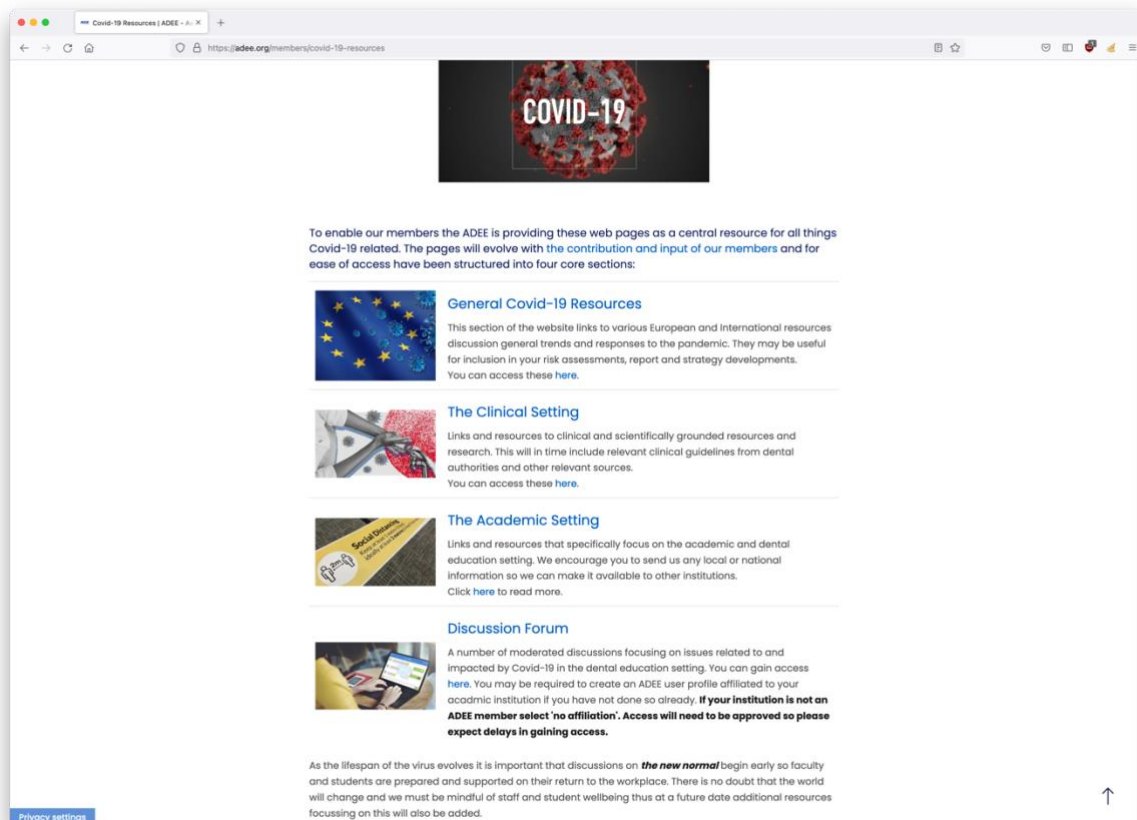 Covid-19 Resources | ADEE – A
https://adee.org/members/covid-19-resources
COVID-19
To enable our members the ADEE is providing these web pages as a central resource for all things
Covid-19 related. The pages will evolve with the contribution and input of our members and for
ease of access have been structured into four core sections:
General Covid-19 Resources
This section of the website links to various European and International resources
discussion general trends and responses to the pandemic. They may be useful
for inclusion in your risk assessments, report and strategy developments.
You can access these here.
The Clinical Setting
Links and resources to clinical and scientifically grounded resources and
research. This will in time include relevant clinical guidelines from dental
authorities and other relevant sources.
You can access these here.
Social Distancing
2m
The Academic Setting
Links and resources that specifically focus on the academic and dental
education setting. We encourage you to send us any local or national
information so we can make it available to other institutions.
Click here to read more.
Discussion Forum
A number of moderated discussions focusing on issues related to and
impacted by Covid-19 in the dental education setting. You can gain access
here. You may be required to create an ADEE user profile affiliated to your
acadmic institution if you have not done so already. If your institution is not an
ADEE member select 'no affiliation'. Access will need to be approved so please
expect delays in gaining access.
As the lifespan of the virus evolves it is important that discussions on the new normal begin early so faculty
and students are prepared and supported on their return to the workplace. There is no doubt that the world
will change and we must be mindful of staff and student wellbeing thus at a future date additional resources
focussing on this will also be added.
Privacy settings